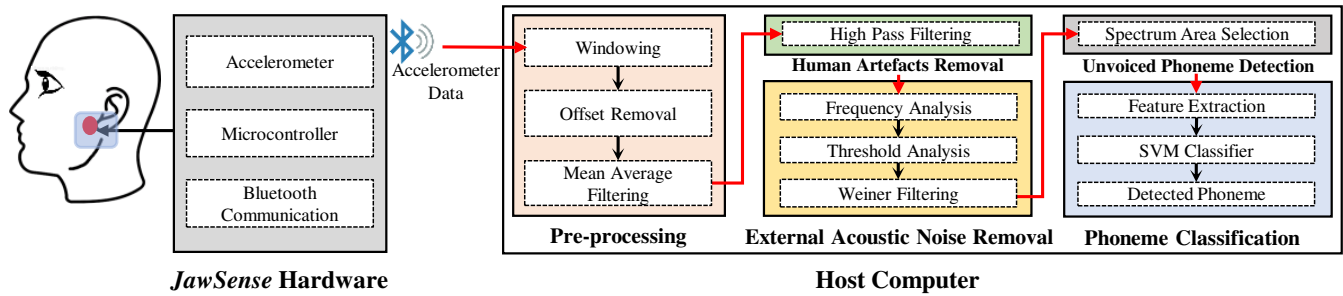 Accelerometer
Microcontroller
Bluetooth
Communication
JawSense Hardware
Accelerometer
Data
Windowing
Offset Removal
Mean Average
Filtering
Pre-processing
High Pass Filtering
Human Artefacts Removal
Frequency Analysis
Threshold Analysis
Weiner Filtering
External Acoustic Noise Removal
Spectrum Area Selection
Unvoiced Phoneme Detection
Feature Extraction
SVM Classifier
Detected Phoneme
Phoneme Classification
Host Computer